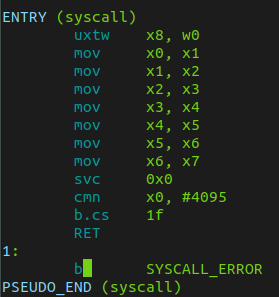 ENTRY (syscall)
uxtw x8, w0
mov x0, x1
mov x1, x2
mov x2, x3
mov x3, x4
mov x4, x5
mov x5, x6
mov x6, x7
svc 0x0
cmn x0, #4095
b.cs 1f
RET
1:
b SYSCALL_ERROR
PSEUDO_END (syscall)